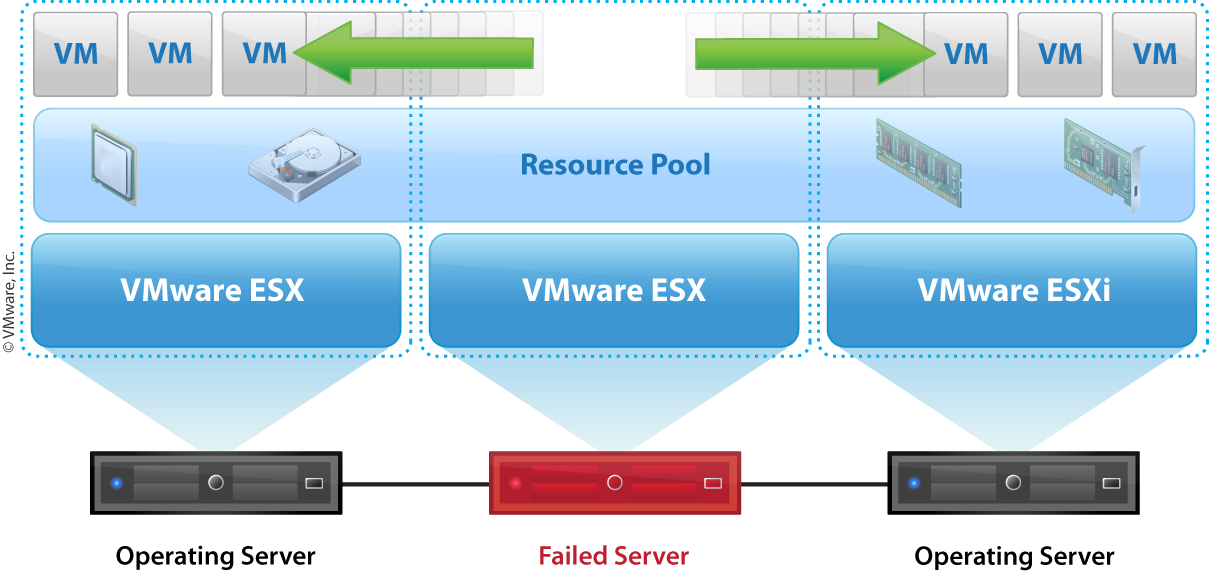 VM
VM
VM
VM
VM
VM
Resource Pool
VMware ESX
VMware ESX
VMware ESXi
© VMware, Inc.
Operating Server
Failed Server
Operating Server